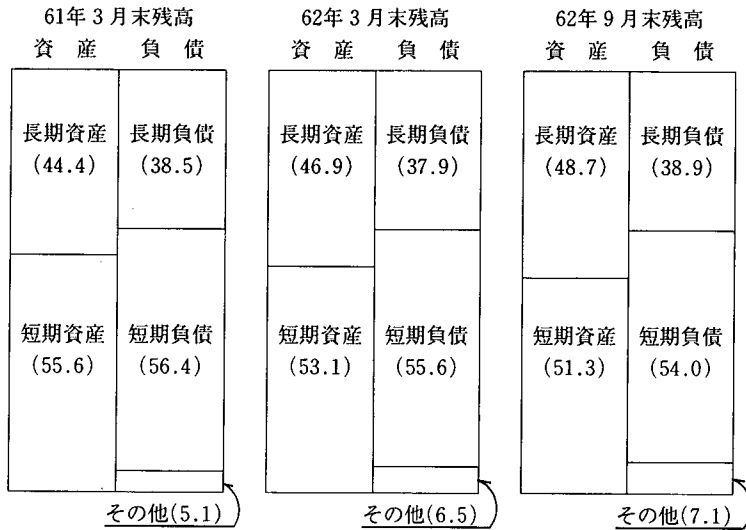 61年3月末残高
資 産 負 債
長期資産
(44.4)
長期負債
(38.5)
短期資産
(55.6)
短期負債
(56.4)
その他(5.1)
62年3月末残高
資 産 負 債
長期資産
(46.9)
長期負債
(37.9)
短期資産
(53.1)
短期負債
(55.6)
その他(6.5)
62年9月末残高
資 産 負 債
長期資産
(48.7)
長期負債
(38.9)
短期資産
(51.3)
短期負債
(54.0)
その他(7.1)